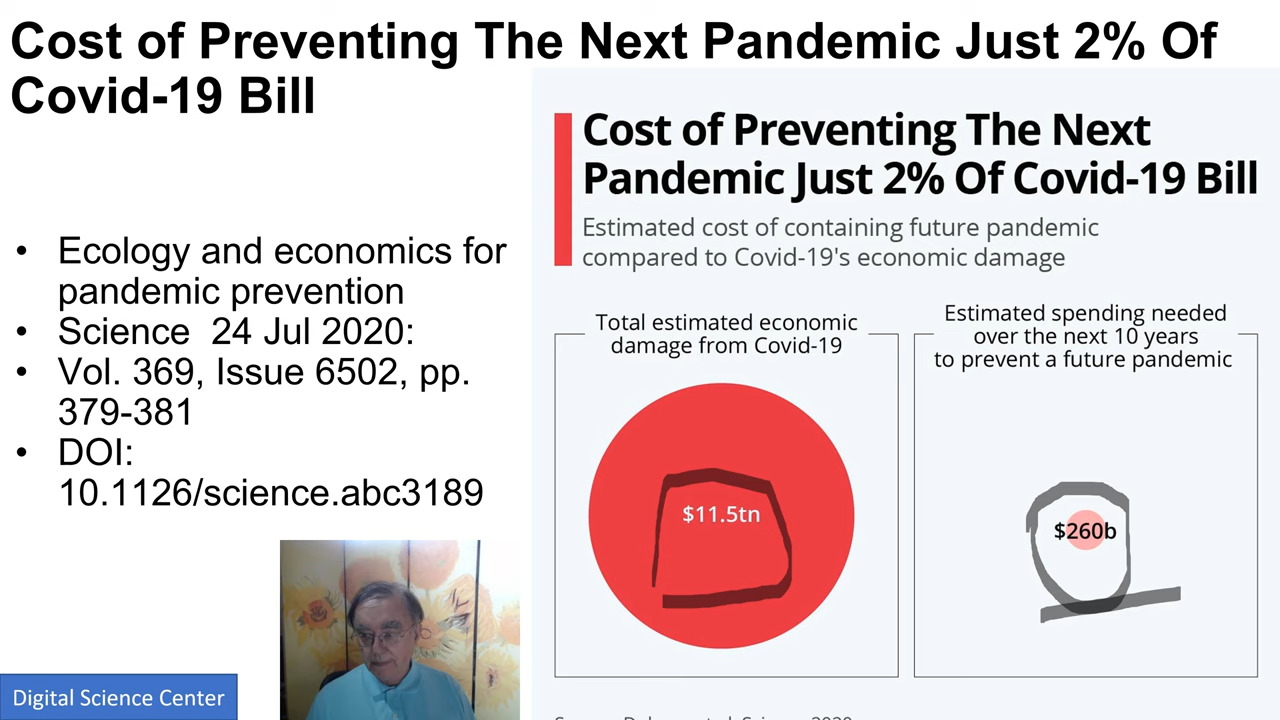 Cost of Preventing The Next Pandemic Just 2% Of
Covid-19 Bill
• Ecology and economics for
pandemic prevention
• Science 24 Jul 2020:
• Vol. 369, Issue 6502, pp.
379-381
• DOI:
10.1126/science.abc3189
Digital Science Center
Cost of Preventing The Next
Pandemic Just 2% Of Covid-19 Bill
Estimated cost of containing future pandemic
compared to Covid-19's economic damage
Total estimated economic
damage from Covid-19
$11.5tn
Estimated spending needed
over the next 10 years
to prevent a future pandemic
$260b